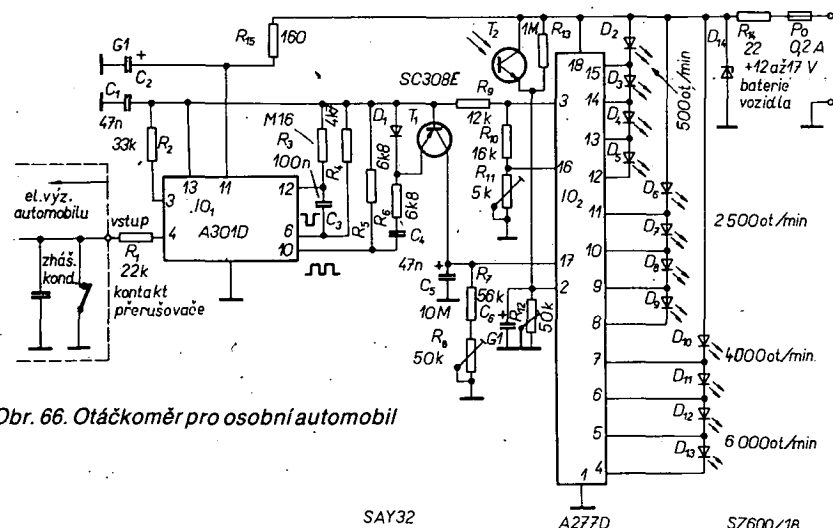 G1 +
C2
R15
160
T2
1M
R13
D2
D14
R14
22
Po
0,2 A
+12 až 17 V
baterie
vozidla
C1
47n
SC308E
18
15
D3
500ot/min
33k
R2
M16
R3
4k7
R4
D1
T1
R9
12k
3
14
D4
100n
6k8
R10
16k
13
D5
13
11
12
C3
R5
R6
6k8
R11
5k
16
IO2
12
D6
el. výz.
automobilu
3
IO1
A301D
6
10
C4
11
D7
2500ot/min
vstup
4
R1
22k
zháš.
kond.
kontakt
přerušovače
47n
+
C5
10M
R7
56k
17
2
10
D8
9
D9
C6 +
R12
50k
G1
8
R8
50k
D10
7
4000ot/min.
D11
6
D12
5
6000ot/min
D13
4
1
Obr. 66. Otáčkoměr pro osobní automobil
SAY32
A277D
SZ600/18